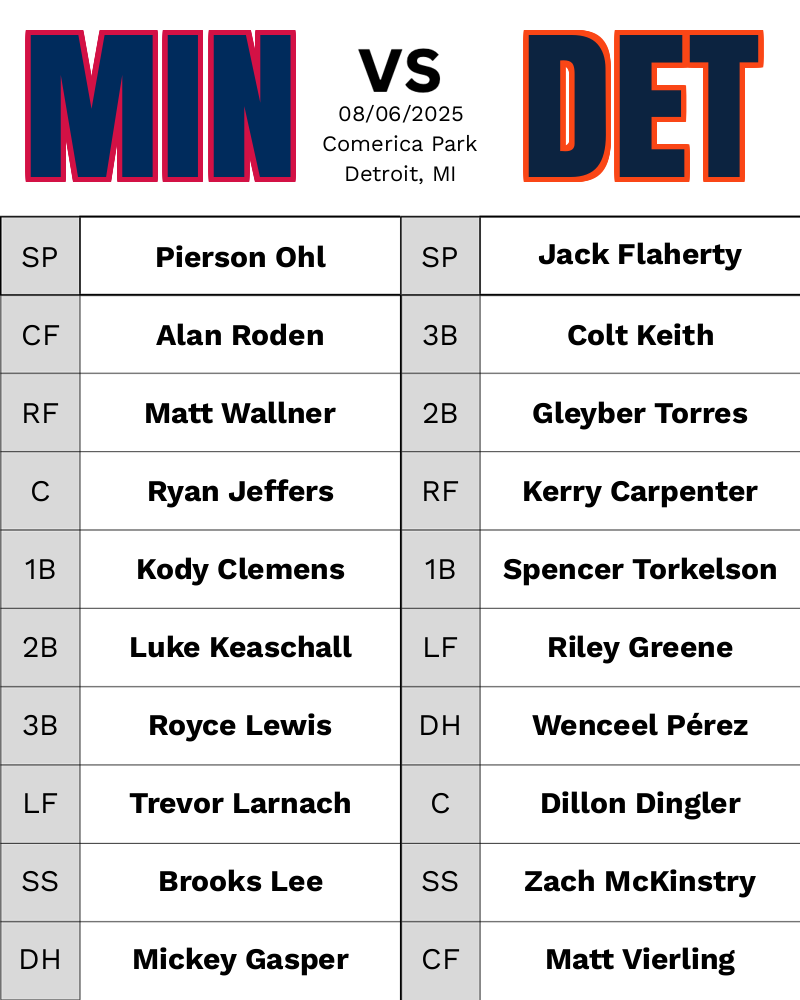 MIN
VS
08/06/2025
Comerica Park
Detroit, MI
DET
SP Pierson Ohl SP Jack Flaherty
CF Alan Roden 3B Colt Keith
RF Matt Wallner 2B Gleyber Torres
C Ryan Jeffers RF Kerry Carpenter
1B Kody Clemens 1B Spencer Torkelson
2B Luke Keaschall LF Riley Greene
3B Royce Lewis DH Wenceel Pérez
LF Trevor Larnach C Dillon Dingler
SS Brooks Lee SS Zach McKinstry
DH Mickey Gasper CF Matt Vierling